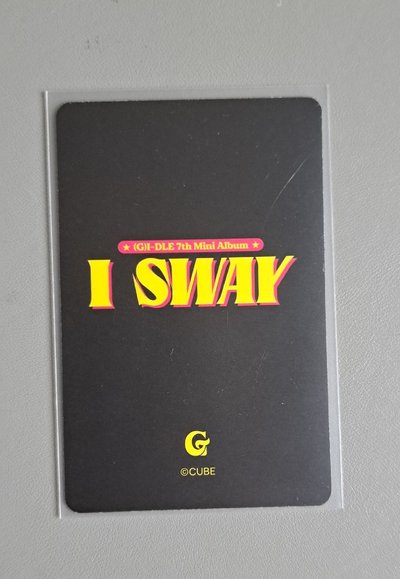 ★ (G)I-DLE 7th Mini Album ★
I SWAY
G
©CUBE